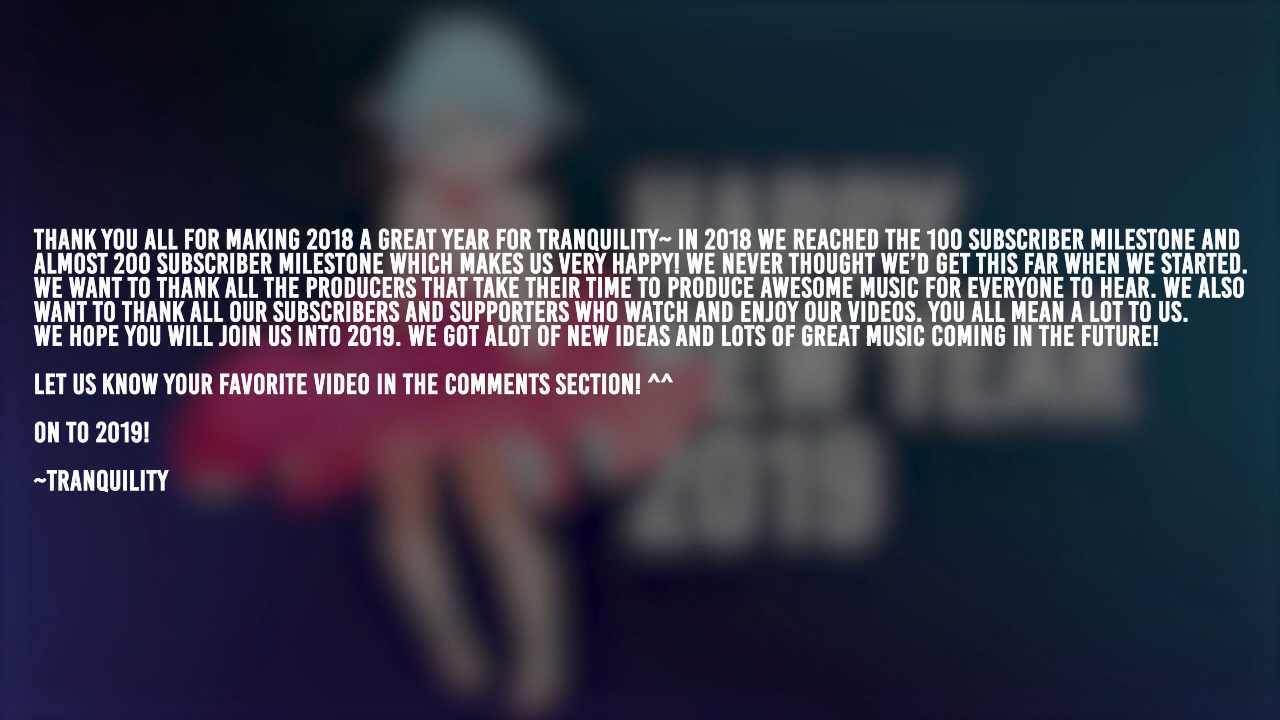 HAPPY
NEW YEAR
2019
THANK YOU ALL FOR MAKING 2018 A GREAT YEAR FOR TRANQUILITY~ IN 2018 WE REACHED THE 100 SUBSCRIBER MILESTONE AND
ALMOST 200 SUBSCRIBER MILESTONE WHICH MAKES US VERY HAPPY! WE NEVER THOUGHT WE'D GET THIS FAR WHEN WE STARTED.
WE WANT TO THANK ALL THE PRODUCERS THAT TAKE THEIR TIME TO PRODUCE AWESOME MUSIC FOR EVERYONE TO HEAR. WE ALSO
WANT TO THANK ALL OUR SUBSCRIBERS AND SUPPORTERS WHO WATCH AND ENJOY OUR VIDEOS. YOU ALL MEAN A LOT TO US.
WE HOPE YOU WILL JOIN US INTO 2019. WE GOT ALOT OF NEW IDEAS AND LOTS OF GREAT MUSIC COMING IN THE FUTURE!
LET US KNOW YOUR FAVORITE VIDEO IN THE COMMENTS SECTION! ^^
ON TO 2019!
~TRANQUILITY